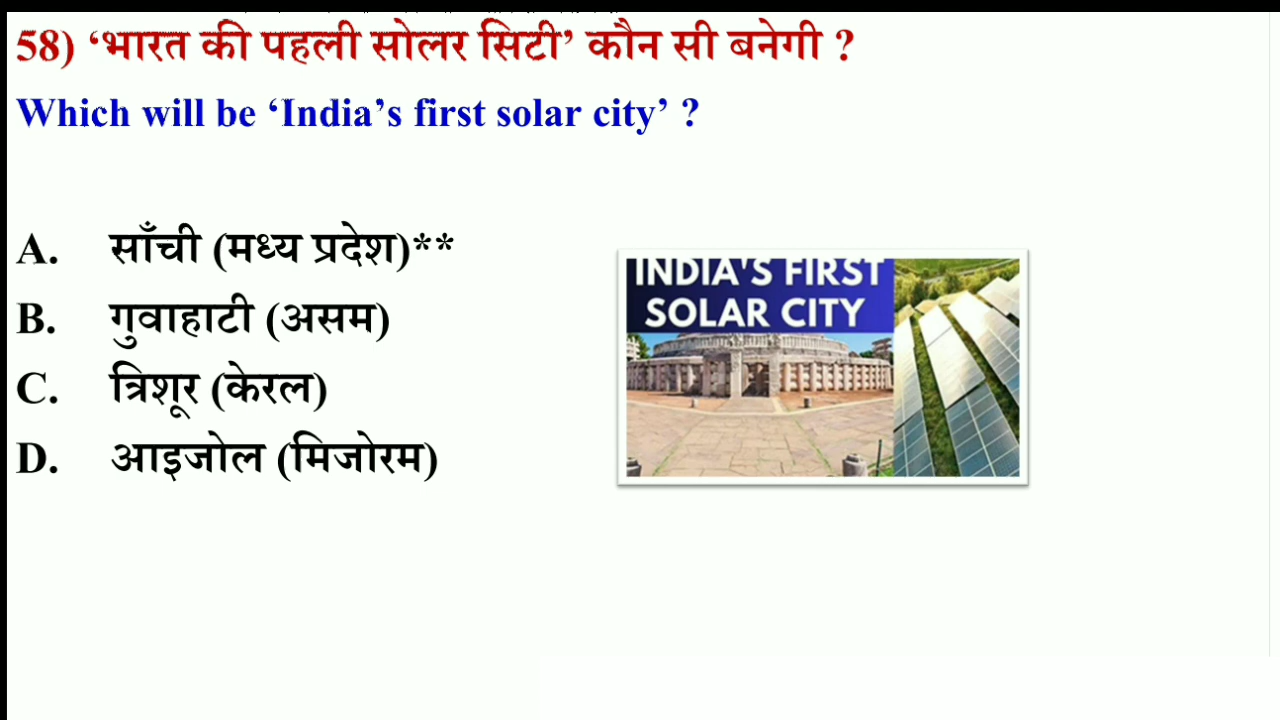 58) ‘भारत की पहली सोलर सिटी’ कौन सी बनेगी ?
Which will be ‘India’s first solar city’ ?
A. साँची (मध्य प्रदेश)**
B. गुवाहाटी (असम)
C. त्रिशूर (केरल)
D. आइजोल (मिजोरम)
INDIA'S FIRST
SOLAR CITY